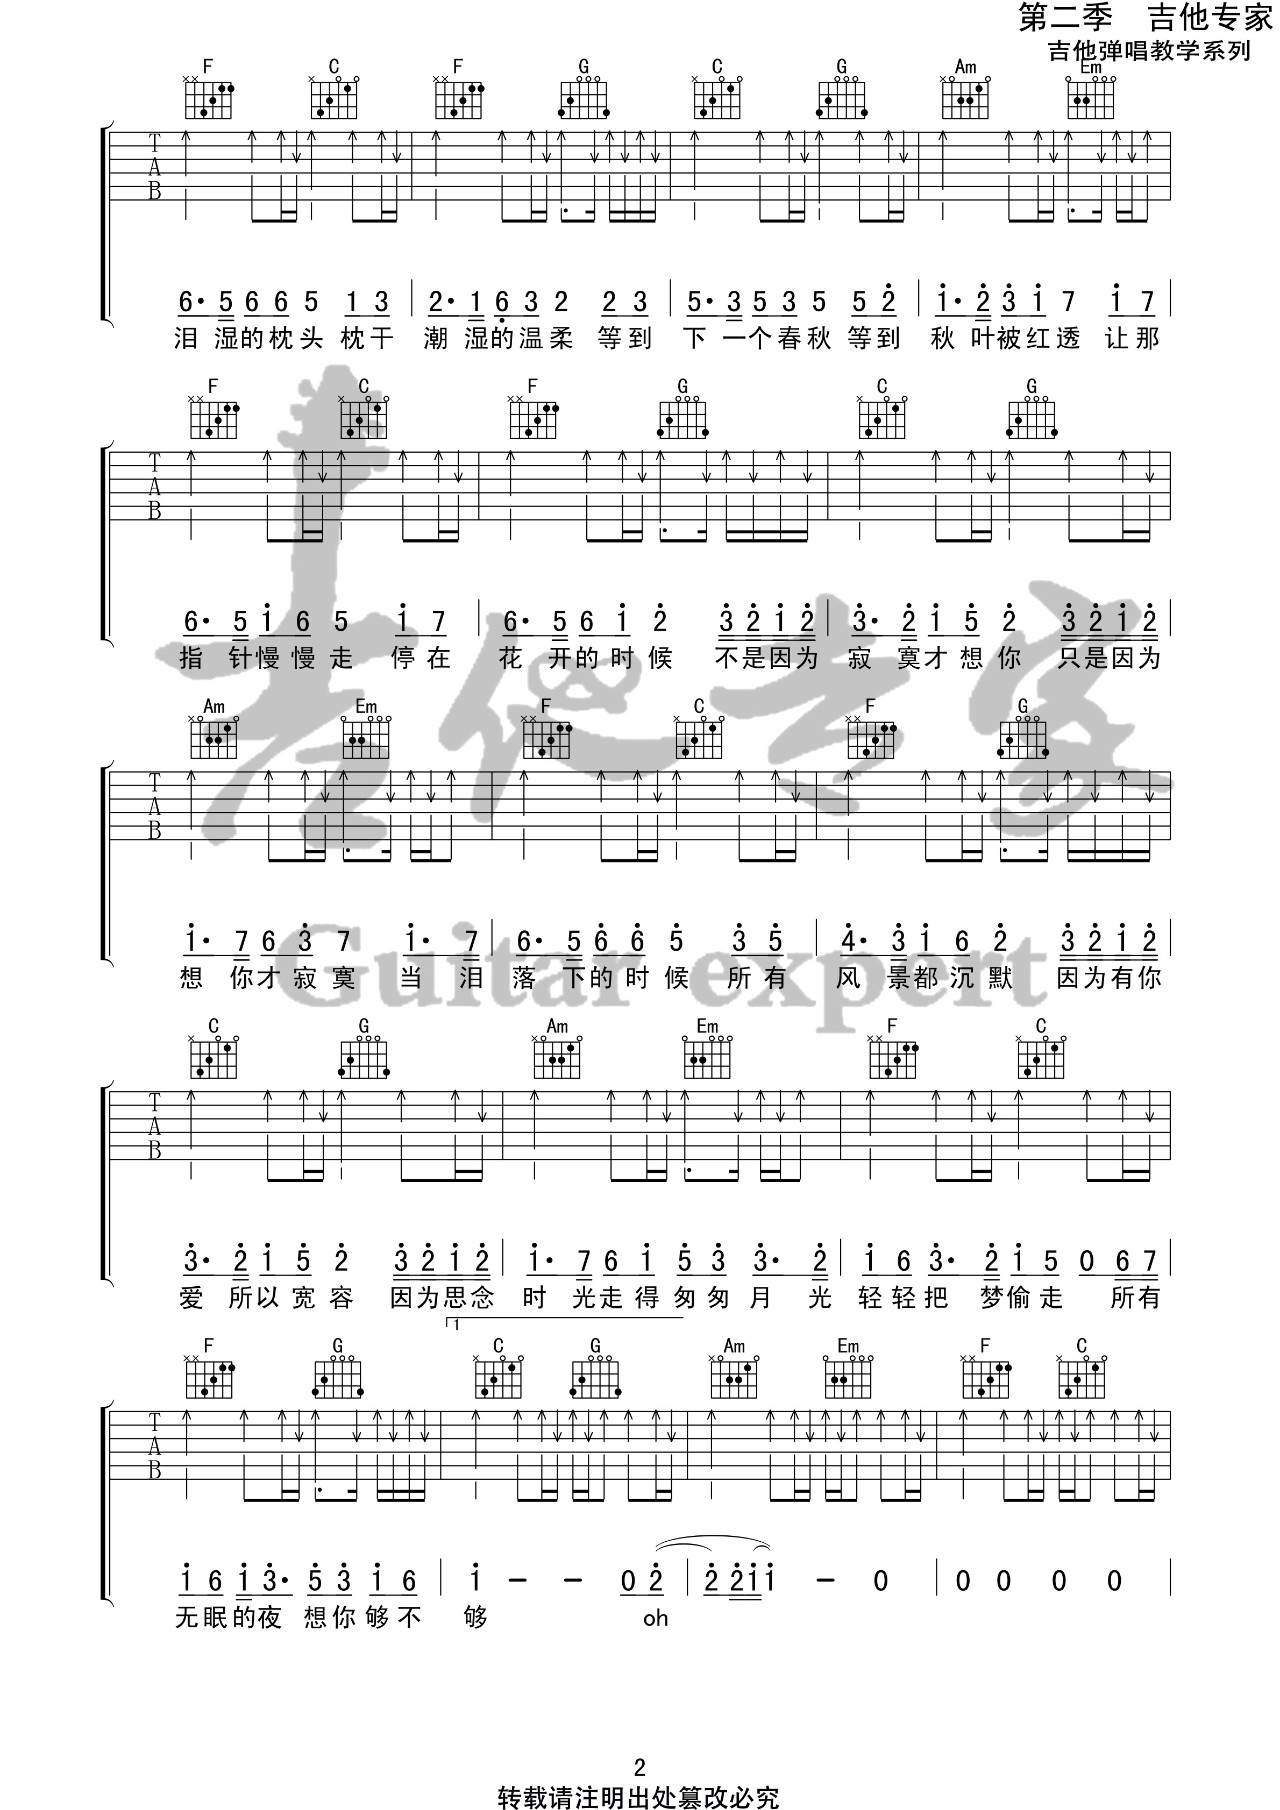 第二季 吉他专家
吉他弹唱教学系列
F C F G C G Am Em
T A B
6· 5 6 6 5 1 3 | 2· 1 6 3 2 2 3 | 5· 3 5 3 5 5 2 | 1· 2 3 1 7 1 7 |
泪 湿的枕头 枕干 潮 湿的温柔 等到 下 一个春秋 等到 秋 叶被红透 让那
F C F G C G
T A B
6· 5 1 6 5 1 7 | 6· 5 6 1 2 3 2 1 2 | 3· 2 1 5 2 3 2 1 2 |
指 针慢慢走 停在 花 开的时候 不是因为 寂 寞才想你 只是因为
Am Em F C F G
T A B
1· 7 6 3 7 1· 7 | 6· 5 6 6 5 3 5 | 4· 3 1 6 2 3 2 1 2 |
想 你才寂寞 当 泪 落 下的时候 所有 风 景都沉默 因为有你
C G Am Em F C
T A B
3· 2 1 5 2 3 2 1 2 | 1· 7 6 1 5 3 3· 2 | 1 6 3· 2 1 5 0 6 7 |
爱 所以宽容 因为思念 时 光走得匆匆月 光 轻轻把 梦偷走 所有
1
F G C G Am Em F C
T A B
1 6 1 3· 5 3 1 6 | 1 - - 0 2 | 2 2 1 1 - 0 | 0 0 0 0 |
无眠的夜 想你够不 够 oh
吉他专家
Guitar expert
2
转载请注明出处篡改必究